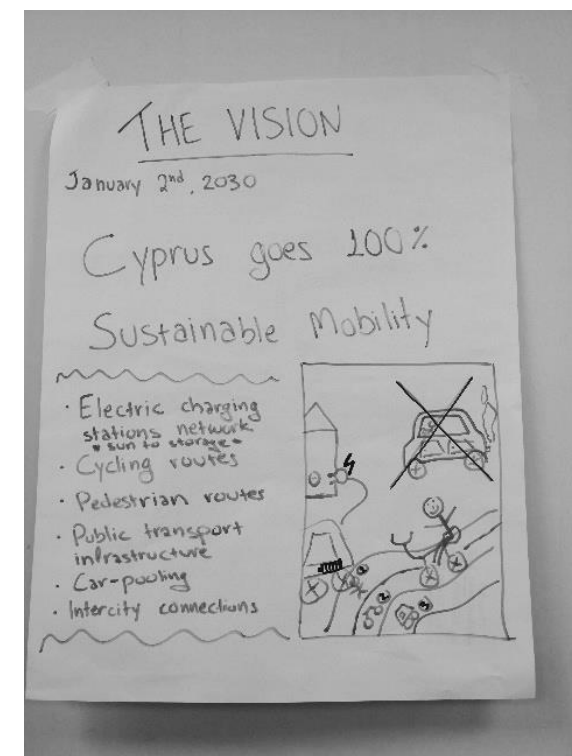 THE VISION
January 2nd, 2030
Cyprus goes 100%
Sustainable Mobility
· Electric charging
stations network
* sun to storage *
· Cycling routes
· Pedestrian routes
· Public transport
infrastructure
· Car-pooling
· Intercity connections